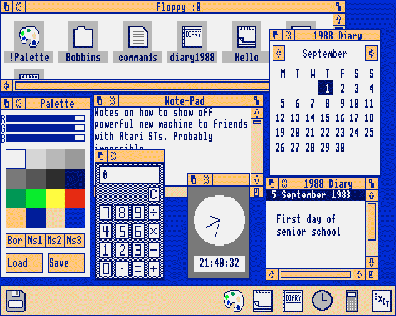 Floppy :0
!Palette
Bobbins
commands
diary1988
Hello
1988 Diary
September
M T W T F S S
1 2 3 4
5 6 7 8 9 10 11
12 13 14 15 16 17 18
19 20 21 22 23 24 25
26 27 28 29 30
Palette
R
G
B
Bor Ns1 Ns2 Ns3
Load Save
Note-Pad
Notes on how to show off
powerful new machine to friends
with Atari STs. Probably
impossible
0
C
7 8 9 ÷
4 5 6 ×
1 2 3 -
0 . = +
21:40:32
1988 Diary
5 September 1988
First day of
senior school
DIARY
EXIT